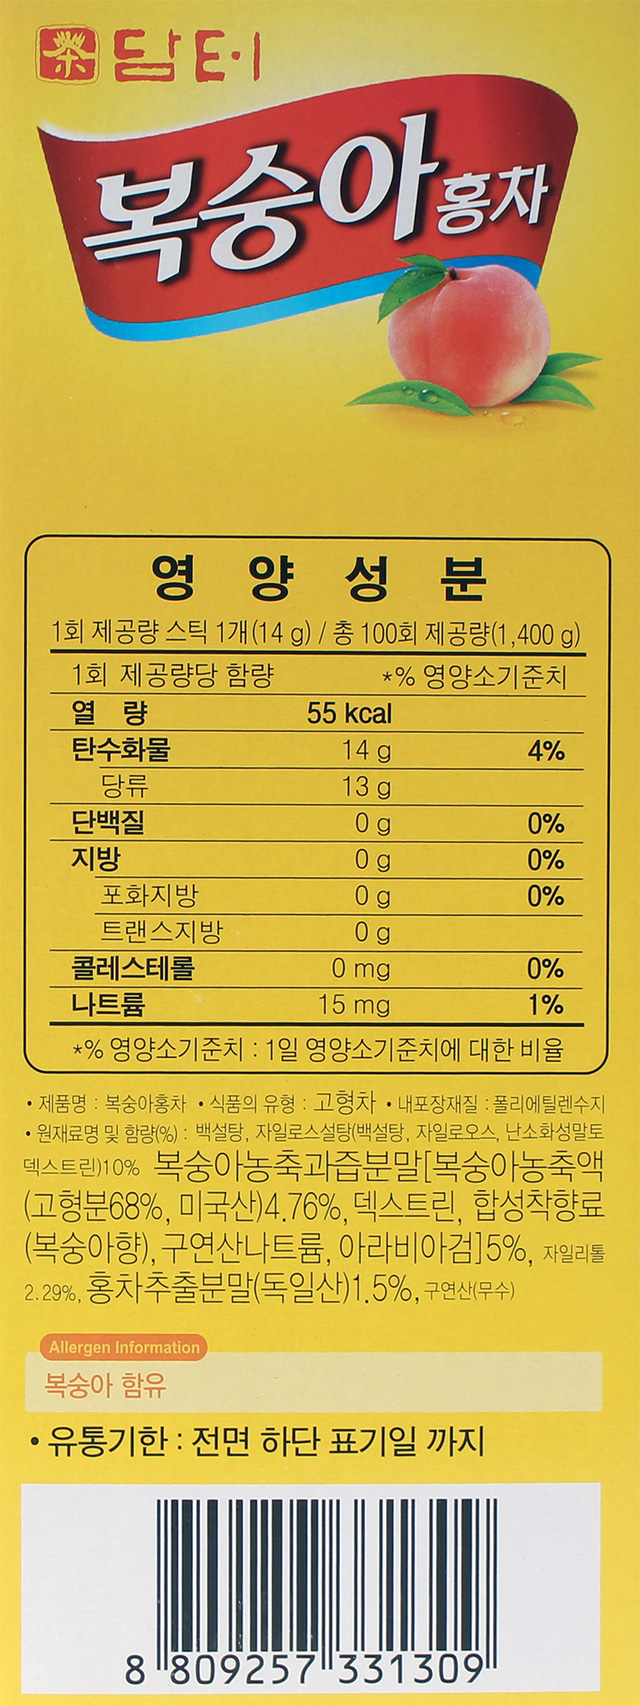 茶 담터
복숭아 홍차
영 양 성 분
1회 제공량 스틱 1개(14 g) / 총 100회 제공량(1,400 g)
1회 제공량당 함량 *% 영양소기준치
열 량 55 kcal
탄수화물 14 g 4%
당류 13 g
단백질 0 g 0%
지방 0 g 0%
포화지방 0 g 0%
트랜스지방 0 g
콜레스테롤 0 mg 0%
나트륨 15 mg 1%
*% 영양소기준치 : 1일 영양소기준치에 대한 비율
• 제품명 : 복숭아홍차 • 식품의 유형 : 고형차 • 내포장재질 : 폴리에틸렌수지
• 원재료명 및 함량(%) : 백설탕, 자일로스설탕(백설탕, 자일로오스, 난소화성말토
덱스트린)10% 복숭아농축과즙분말[복숭아농축액
(고형분68%, 미국산)4.76%, 덱스트린, 합성착향료
(복숭아향), 구연산나트륨, 아라비아검]5%, 자일리톨
2.29%, 홍차추출분말(독일산)1.5%, 구연산(무수)
Allergen Information
복숭아 함유
• 유통기한 : 전면 하단 표기일 까지
8 809257 331309